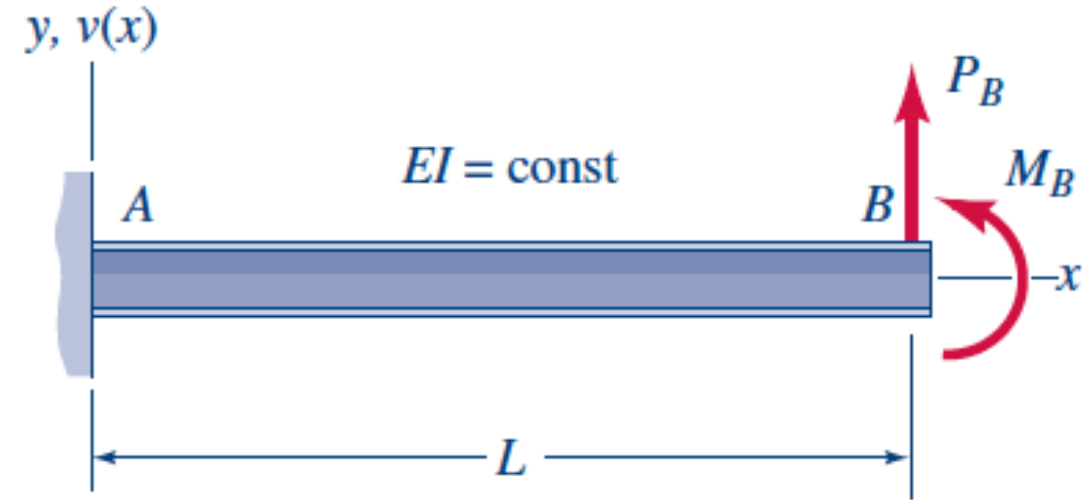 y, v(x)
P_B
EI = const
M_B
A
B
x
L